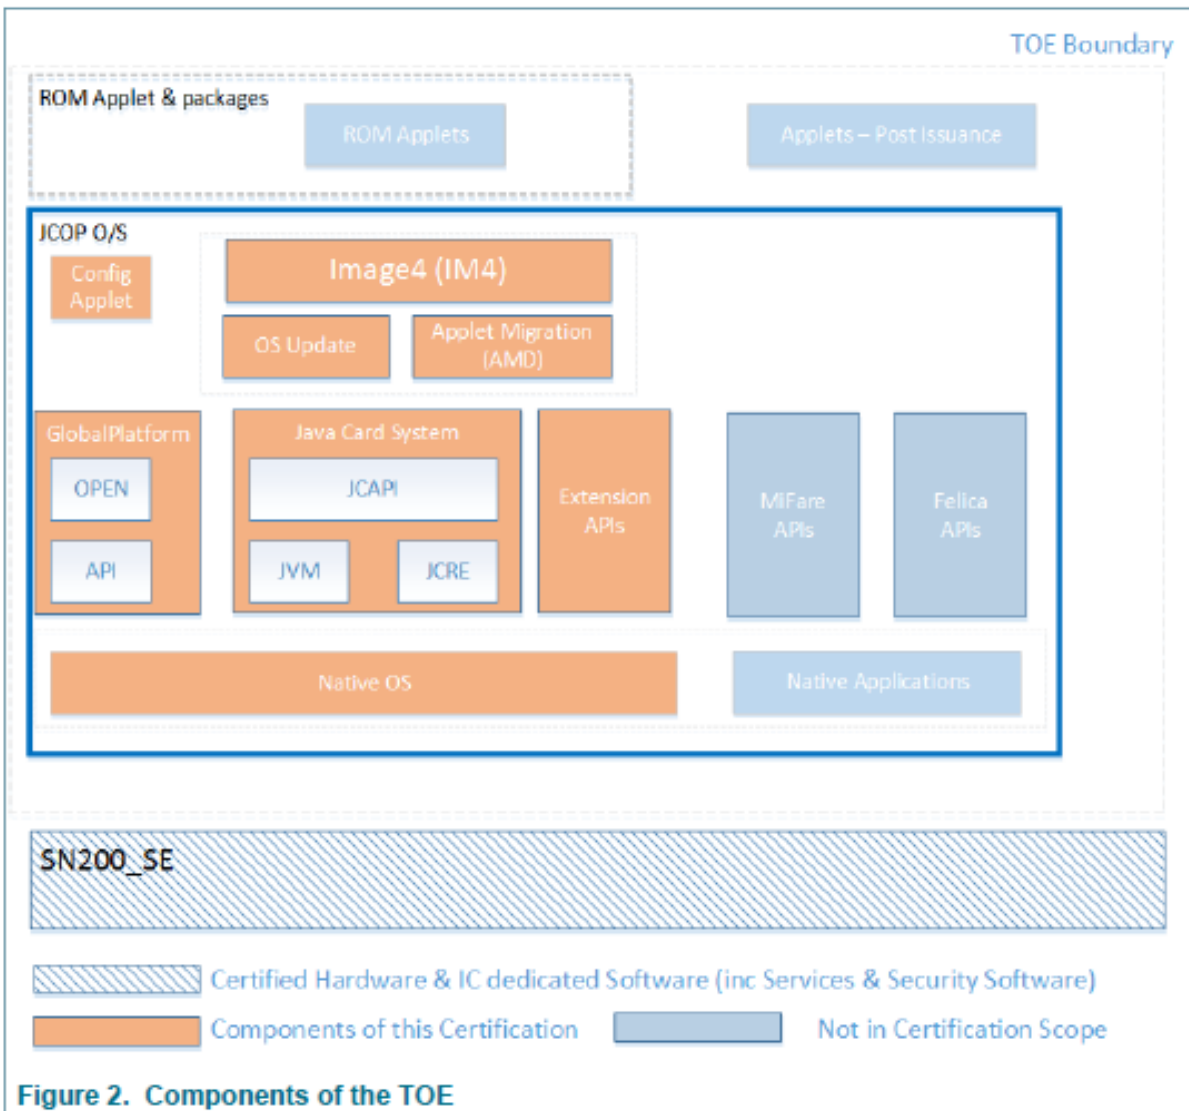 TOE Boundary
ROM Applet & packages
ROM Applets
Applets – Post Issuance
JCOP O/S
Config
Applet
Image4 (IM4)
OS Update
Applet Migration
(AMD)
GlobalPlatform
OPEN
API
Java Card System
JCAPI
JVM
JCRE
Extension
APIs
MiFare
APIs
Felica
APIs
Native OS
Native Applications
SN200_SE
Certified Hardware & IC dedicated Software (inc Services & Security Software)
Components of this Certification
Not in Certification Scope
Figure 2. Components of the TOE